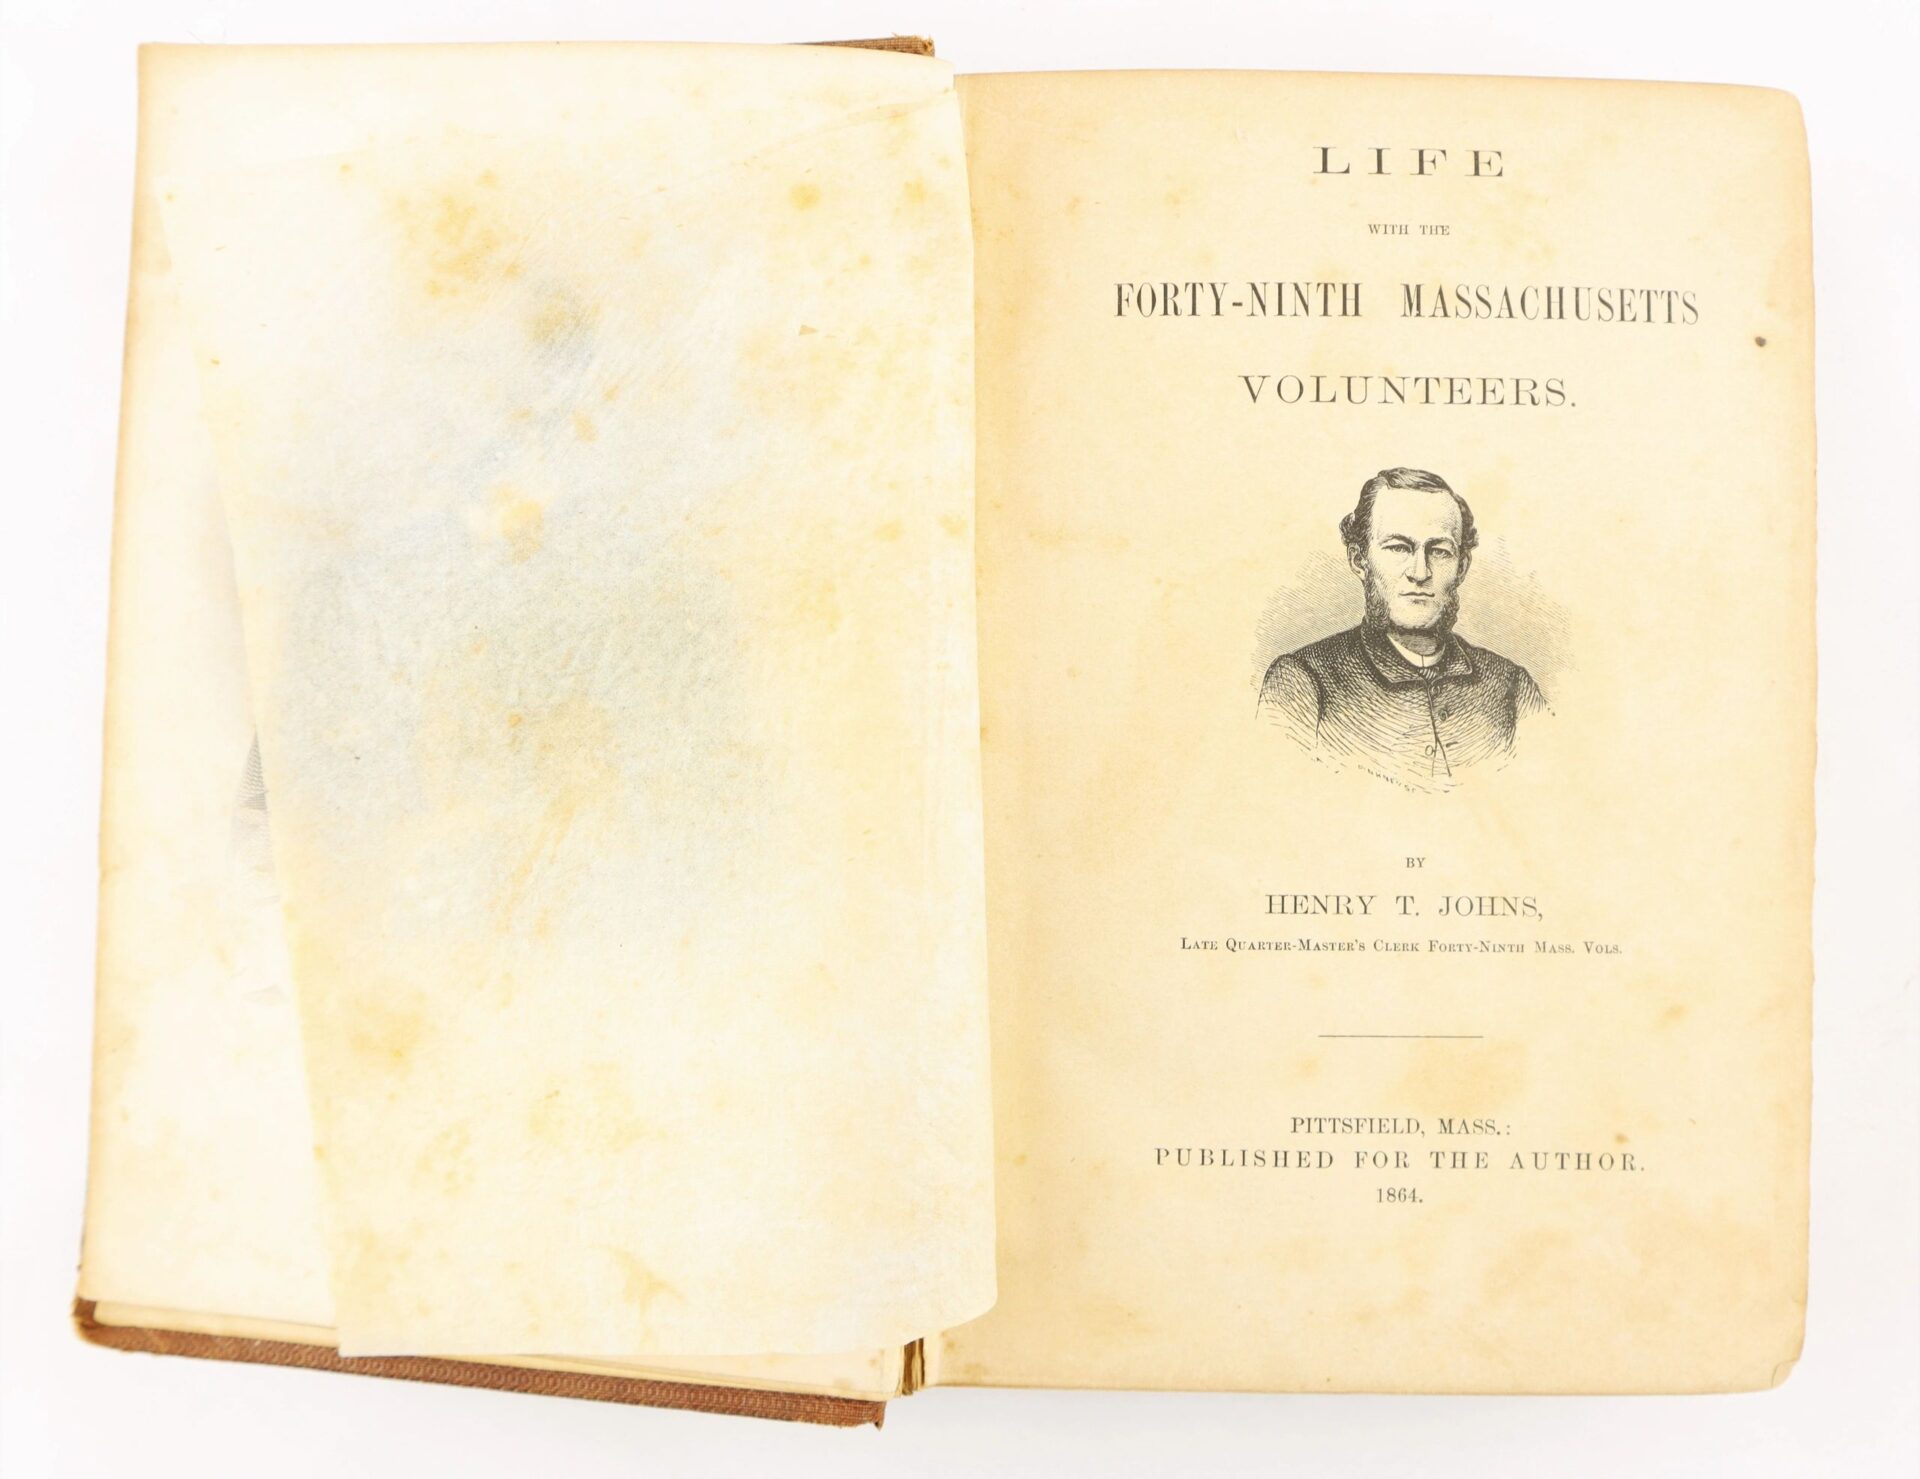 LIFE
WITH THE
FORTY-NINTH MASSACHUSETTS
VOLUNTEERS.
BY
HENRY T. JOHNS,
LATE QUARTER-MASTER'S CLERK FORTY-NINTH MASS. VOLS.
PITTSFIELD, MASS.:
PUBLISHED FOR THE AUTHOR.
1864.